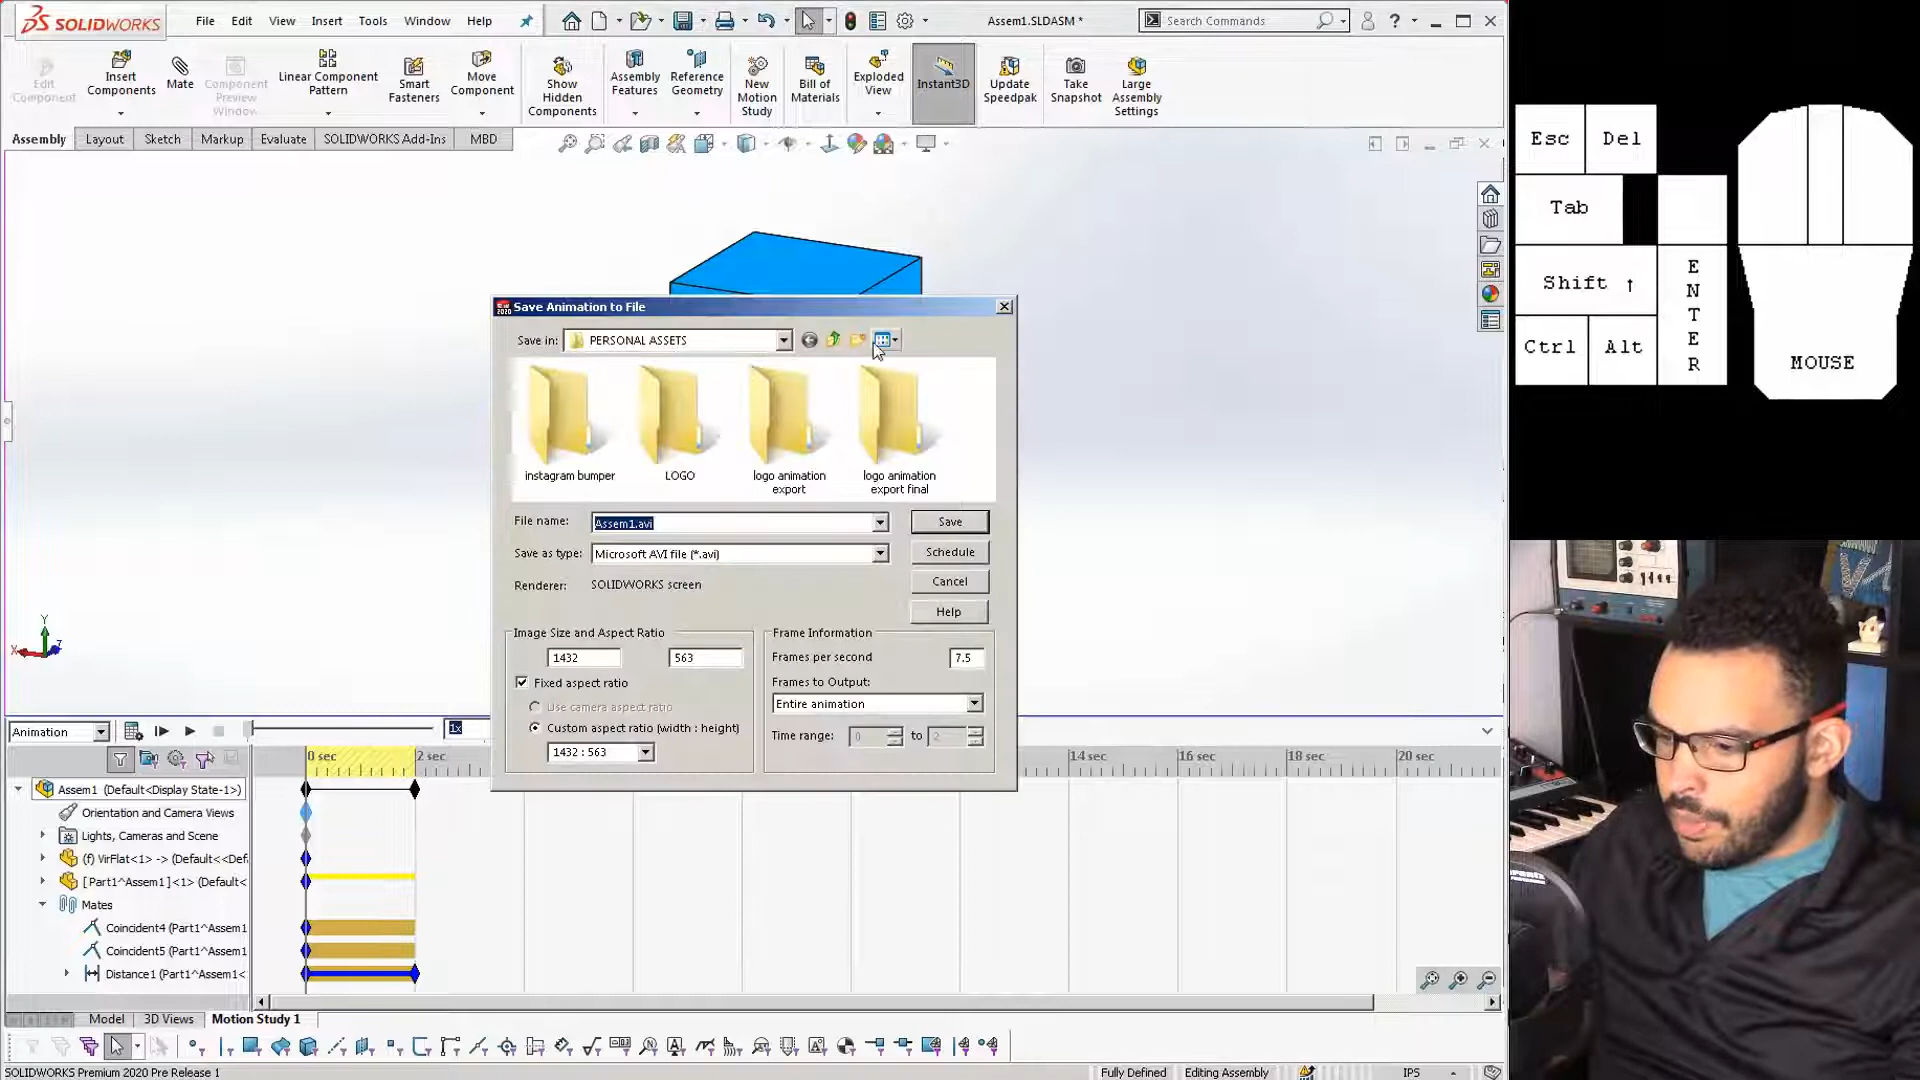 SOLIDWORKS File Edit View Insert Tools Window Help Assem1.SLDASM * Search Commands ?
Edit Component
Insert Components
Mate
Component Preview Window
Linear Component Pattern
Smart Fasteners
Move Component
Show Hidden Components
Assembly Features
Reference Geometry
New Motion Study
Bill of Materials
Exploded View
Instant3D
Update Speedpak
Take Snapshot
Large Assembly Settings
Assembly Layout Sketch Markup Evaluate SOLIDWORKS Add-Ins MBD
Esc Del
Tab
Shift ↑
Ctrl Alt
ENTER
MOUSE
Save Animation to File
Save in: PERSONAL ASSETS
instagram bumper
LOGO
logo animation export
logo animation export final
File name: Assem1.avi Save
Save as type: Microsoft AVI file (*.avi) Schedule
Renderer: SOLIDWORKS screen Cancel
Help
Image Size and Aspect Ratio
1432 563
Fixed aspect ratio
Use camera aspect ratio
Custom aspect ratio (width : height)
1432 : 563
Frame Information
Frames per second 7.5
Frames to Output:
Entire animation
Time range: 0 to 2
Y
X
Z
Animation 1x
0 sec 2 sec 14 sec 16 sec 18 sec 20 sec
Assem1 (Default<Display State-1>)
Orientation and Camera Views
Lights, Cameras and Scene
(f) VirFlat<1> -> (Default<<Def
[ Part1^Assem1 ]<1> (Default<
Mates
Coincident4 (Part1^Assem1
Coincident5 (Part1^Assem1
Distance1 (Part1^Assem1<
Model 3D Views Motion Study 1
SOLIDWORKS Premium 2020 Pre Release 1 Fully Defined Editing Assembly IPS